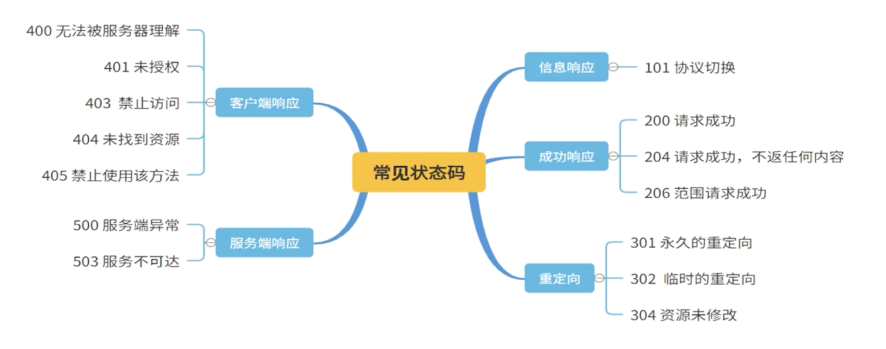 常见状态码
信息响应
101 协议切换
成功响应
200 请求成功
204 请求成功，不返任何内容
206 范围请求成功
重定向
301 永久的重定向
302 临时的重定向
304 资源未修改
客户端响应
400 无法被服务器理解
401 未授权
403 禁止访问
404 未找到资源
405 禁止使用该方法
服务端响应
500 服务端异常
503 服务不可达